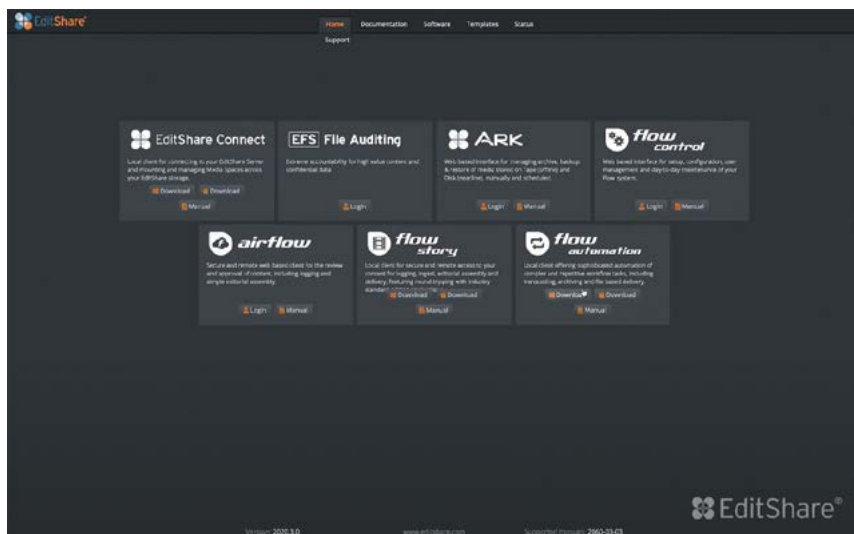 EditShare®
Home Documentation Software Templates Status
Support
EditShare Connect
Local client for connecting to your EditShare Server
and mounting and managing Media Spaces across
your EditShare storage.
Download Download
Manual
EFS File Auditing
Extreme accountability for high value content and
confidential data
Login
ARK
Web based interface for managing archive, backup
& restore of media stored on Tape (offline) and
Disk (nearline), manually and scheduled.
Login Manual
flow
control
Web based interface for setup, configuration, user
management and day-to-day maintenance of your
Flow system.
Login Manual
airflow
Secure and remote web based client for the review
and approval of content, including logging and
simple editorial assembly.
Login Manual
flow
story
Local client for secure and remote access to your
content for logging, ingest, editorial assembly and
delivery, featuring round tripping with industry
standard
Download Download
Manual
flow
automation
Local client offering sophisticated automation of
complex and repetitive workflow tasks, including
transcoding, archiving and file based delivery.
Download Download
Manual
EditShare®
Version: 2020.3.0 www.editshare.com Supported through: 2060-03-03